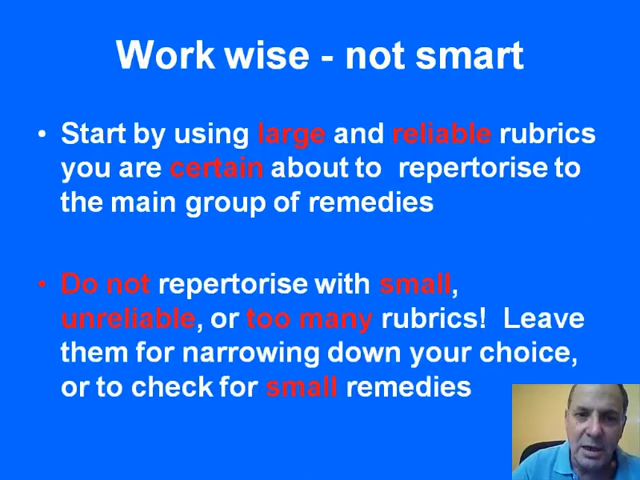 Work wise - not smart
• Start by using large and reliable rubrics
you are certain about to repertorise to
the main group of remedies
• Do not repertorise with small,
unreliable, or too many rubrics! Leave
them for narrowing down your choice,
or to check for small remedies